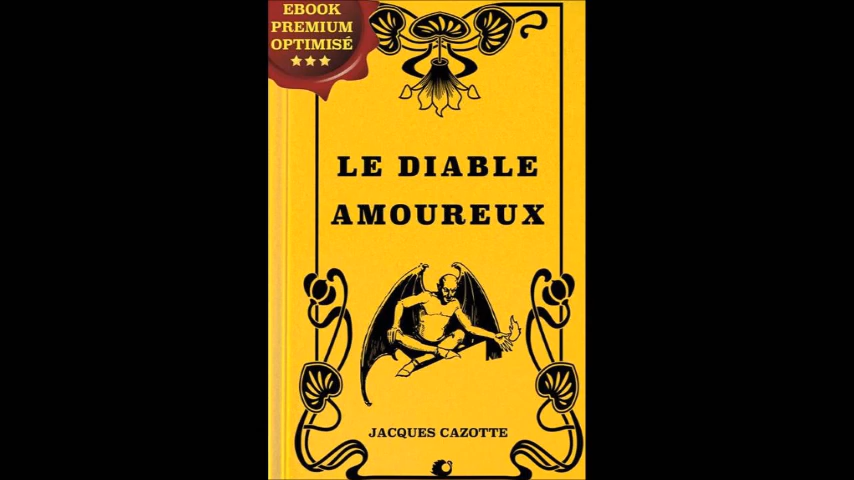 EBOOK
PREMIUM
OPTIMISÉ
LE DIABLE
AMOUREUX
JACQUES CAZOTTE